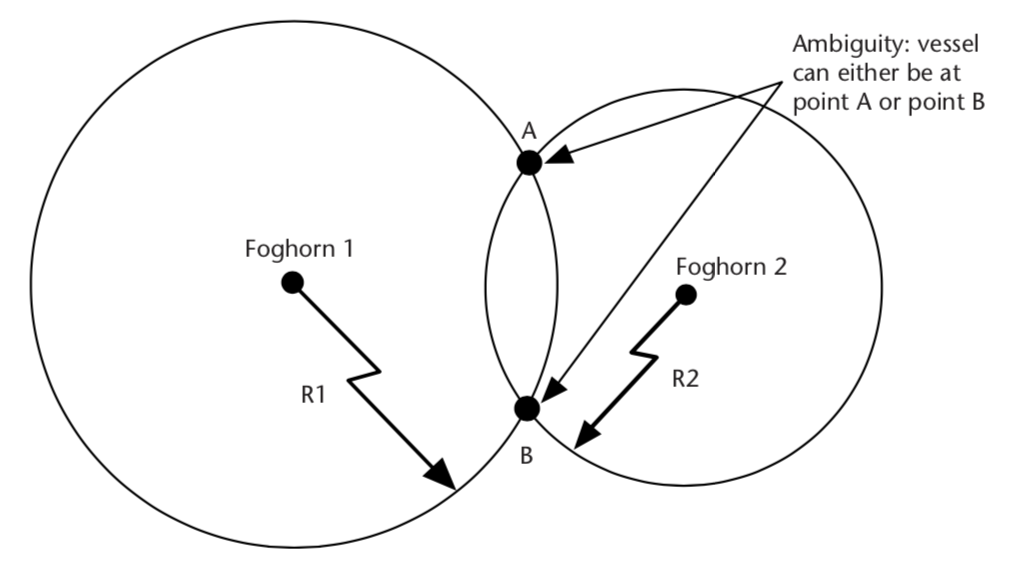 Ambiguity: vessel
can either be at
point A or point B
A
Foghorn 1
Foghorn 2
R1
R2
B